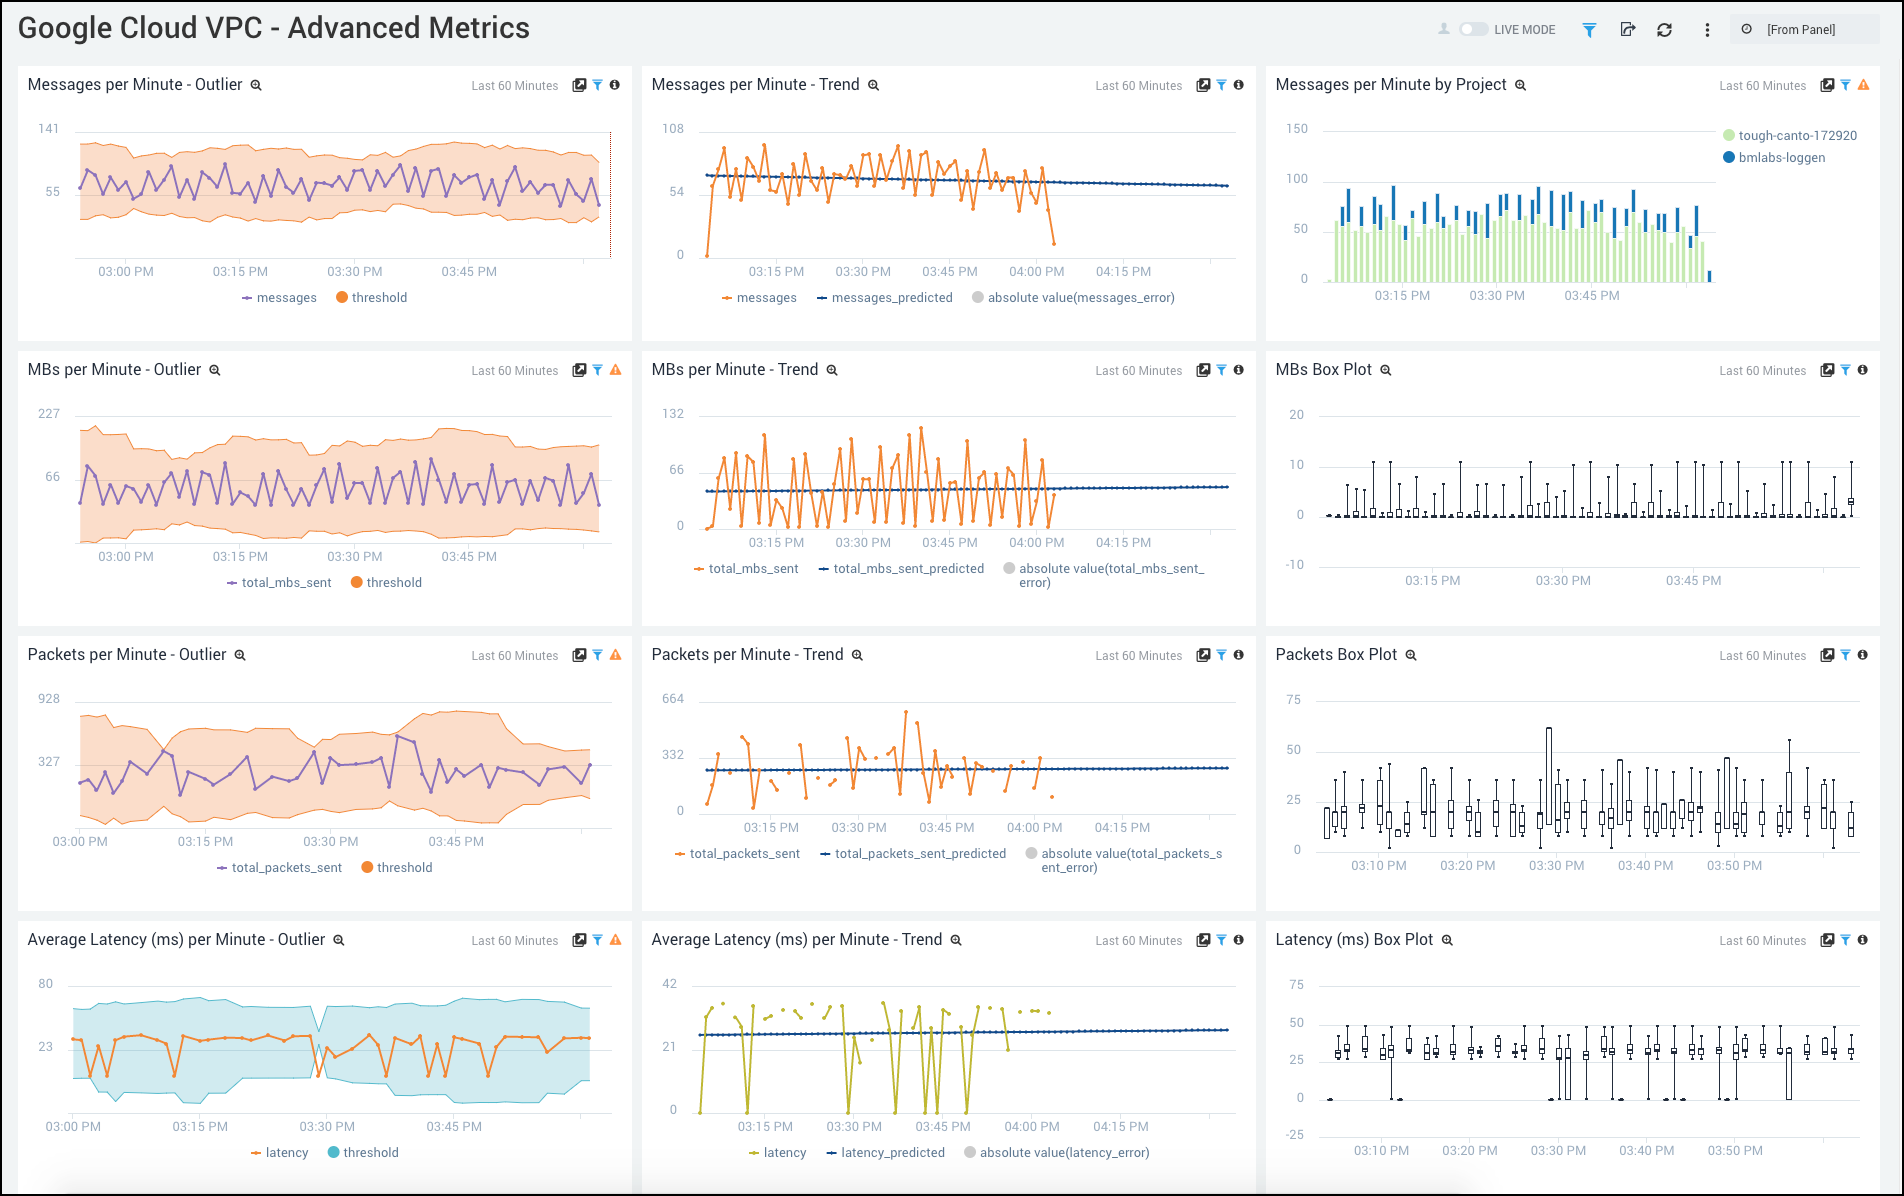 Google Cloud VPC - Advanced Metrics
LIVE MODE
[From Panel]
Messages per Minute - Outlier
Last 60 Minutes
141
55
03:00 PM 03:15 PM 03:30 PM 03:45 PM
messages threshold
Messages per Minute - Trend
Last 60 Minutes
108
54
0
03:15 PM 03:30 PM 03:45 PM 04:00 PM 04:15 PM
messages messages_predicted absolute value(messages_error)
Messages per Minute by Project
Last 60 Minutes
150
100
50
0
03:15 PM 03:30 PM 03:45 PM
tough-canto-172920
bmlabs-loggen
MBs per Minute - Outlier
Last 60 Minutes
227
66
03:00 PM 03:15 PM 03:30 PM 03:45 PM
total_mbs_sent threshold
MBs per Minute - Trend
Last 60 Minutes
132
66
0
03:15 PM 03:30 PM 03:45 PM 04:00 PM 04:15 PM
total_mbs_sent total_mbs_sent_predicted absolute value(total_mbs_sent_
error)
MBs Box Plot
Last 60 Minutes
20
10
0
-10
03:15 PM 03:30 PM 03:45 PM
Packets per Minute - Outlier
Last 60 Minutes
928
327
03:00 PM 03:15 PM 03:30 PM 03:45 PM
total_packets_sent threshold
Packets per Minute - Trend
Last 60 Minutes
664
332
0
03:15 PM 03:30 PM 03:45 PM 04:00 PM 04:15 PM
total_packets_sent total_packets_sent_predicted absolute value(total_packets_s
ent_error)
Packets Box Plot
Last 60 Minutes
75
50
25
0
03:10 PM 03:20 PM 03:30 PM 03:40 PM 03:50 PM
Average Latency (ms) per Minute - Outlier
Last 60 Minutes
80
23
03:00 PM 03:15 PM 03:30 PM 03:45 PM
latency threshold
Average Latency (ms) per Minute - Trend
Last 60 Minutes
42
21
0
03:15 PM 03:30 PM 03:45 PM 04:00 PM 04:15 PM
latency latency_predicted absolute value(latency_error)
Latency (ms) Box Plot
Last 60 Minutes
75
50
25
0
-25
03:10 PM 03:20 PM 03:30 PM 03:40 PM 03:50 PM